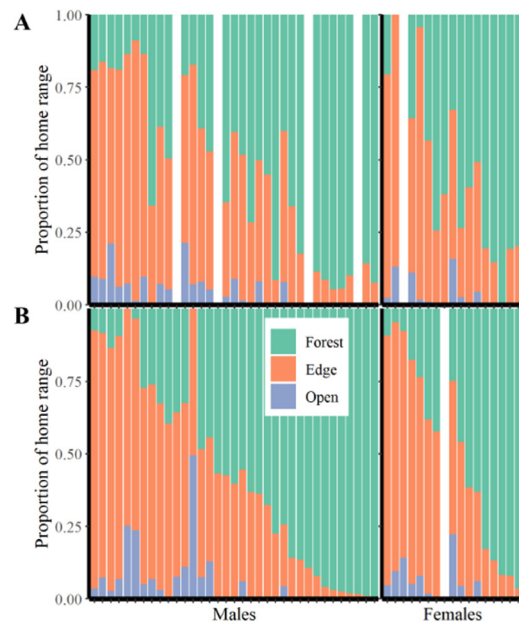 A
1.00
0.75
0.50
0.25
0.00
Proportion of home range
B
0.75
0.50
0.25
0.00
Proportion of home range
Forest
Edge
Open
Males
Females